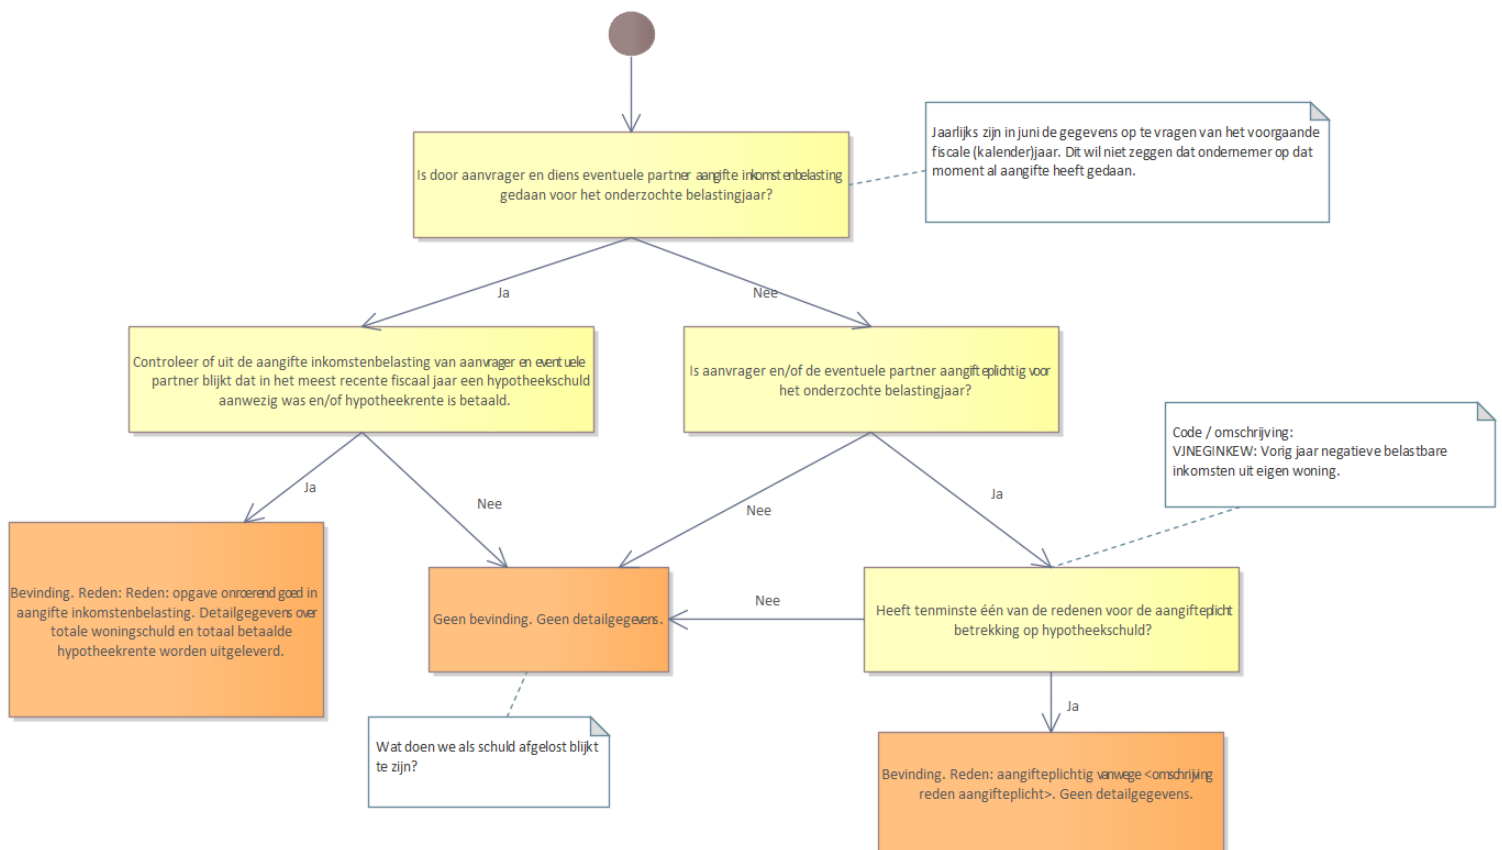 Jaarlijks zijn in juni de gegevens op te vragen van het voorgaande
fiscale (kalender)jaar. Dit wil niet zeggen dat ondernemer op dat
moment al aangifte heeft gedaan.
Is door aanvrager en diens eventuele partner aangifte inkomstenbelasting
gedaan voor het onderzochte belastingjaar?
Ja
Nee
Controleer of uit de aangifte inkomstenbelasting van aanvrager en eventuele
partner blijkt dat in het meest recente fiscaal jaar een hypotheekschuld
aanwezig was en/of hypotheekrente is betaald.
Is aanvrager en/of de eventuele partner aangifteplichtig voor
het onderzochte belastingjaar?
Code / omschrijving:
VJNEGINKEW: Vorig jaar negatieve belastbare
inkomsten uit eigen woning.
Ja
Nee
Nee
Ja
Bevinding. Reden: Reden: opgave onroerend goed in
aangifte inkomstenbelasting. Detailgegevens over
totale woningschuld en totaal betaalde
hypotheekrente worden uitgeleverd.
Geen bevinding. Geen detailgegevens.
Nee
Heeft tenminste één van de redenen voor de aangifteplicht
betrekking op hypotheekschuld?
Ja
Wat doen we als schuld afgelost blijkt
te zijn?
Bevinding. Reden: aangifteplichtig vanwege <omschrijving
reden aangifteplicht>. Geen detailgegevens.